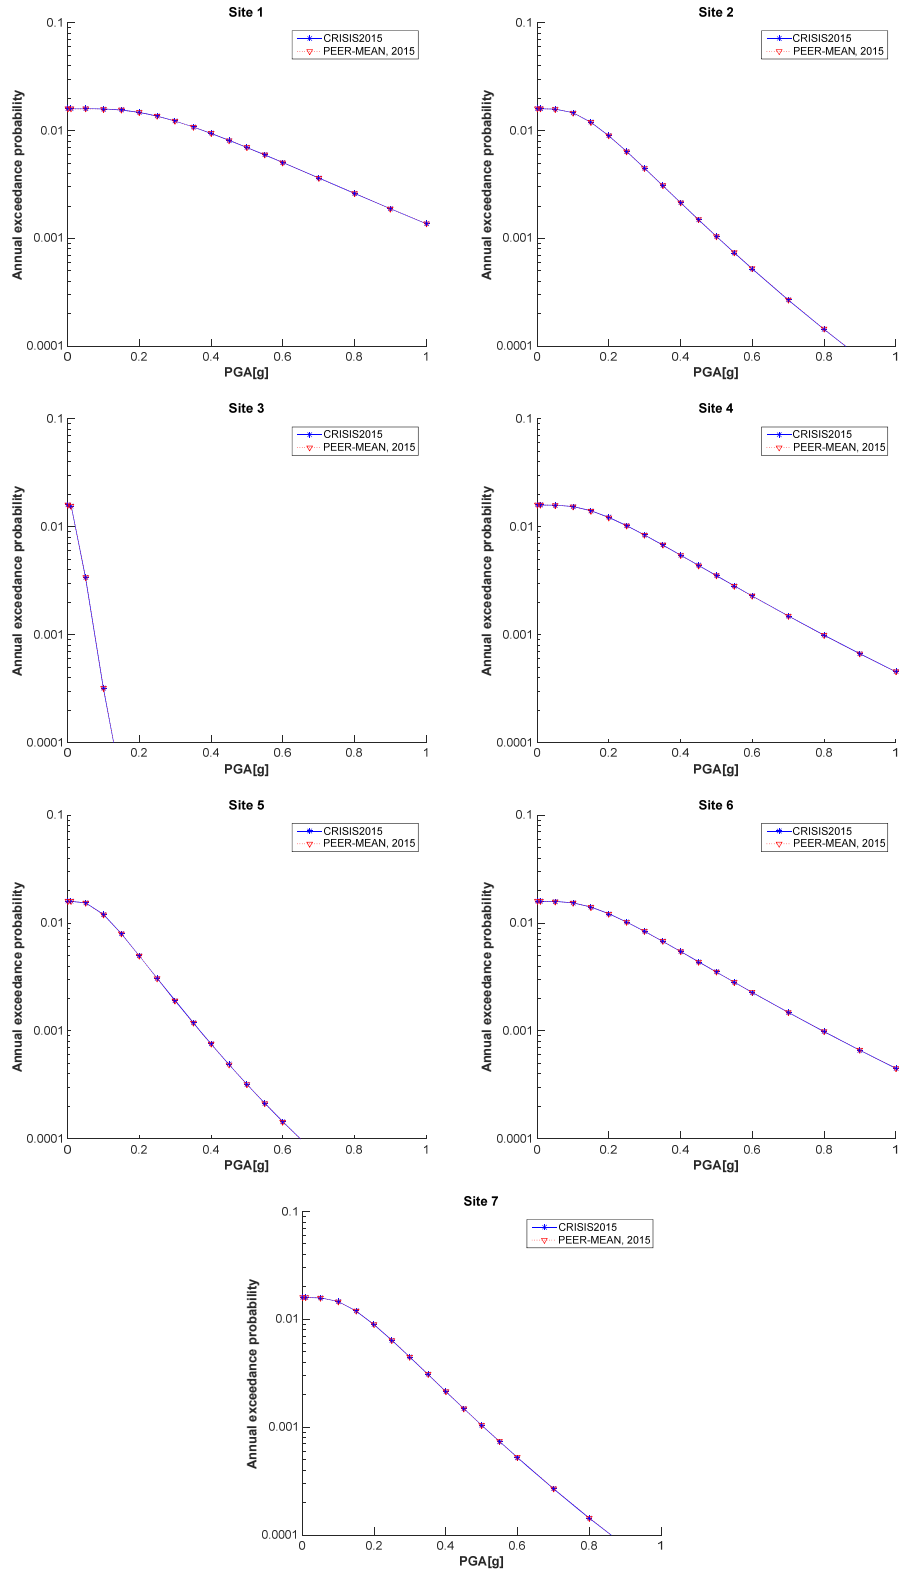 Site 1
0.1
CRISIS2015
PEER-MEAN, 2015
0.01
0.001
0.0001
Annual exceedance probability
0 0.2 0.4 0.6 0.8 1
PGA[g]
Site 2
0.1
CRISIS2015
PEER-MEAN, 2015
0.01
0.001
0.0001
Annual exceedance probability
0 0.2 0.4 0.6 0.8 1
PGA[g]
Site 3
0.1
CRISIS2015
PEER-MEAN, 2015
0.01
0.001
0.0001
Annual exceedance probability
0 0.2 0.4 0.6 0.8 1
PGA[g]
Site 4
0.1
CRISIS2015
PEER-MEAN, 2015
0.01
0.001
0.0001
Annual exceedance probability
0 0.2 0.4 0.6 0.8 1
PGA[g]
Site 5
0.1
CRISIS2015
PEER-MEAN, 2015
0.01
0.001
0.0001
Annual exceedance probability
0 0.2 0.4 0.6 0.8 1
PGA[g]
Site 6
0.1
CRISIS2015
PEER-MEAN, 2015
0.01
0.001
0.0001
Annual exceedance probability
0 0.2 0.4 0.6 0.8 1
PGA[g]
Site 7
0.1
CRISIS2015
PEER-MEAN, 2015
0.01
0.001
0.0001
Annual exceedance probability
0 0.2 0.4 0.6 0.8 1
PGA[g]